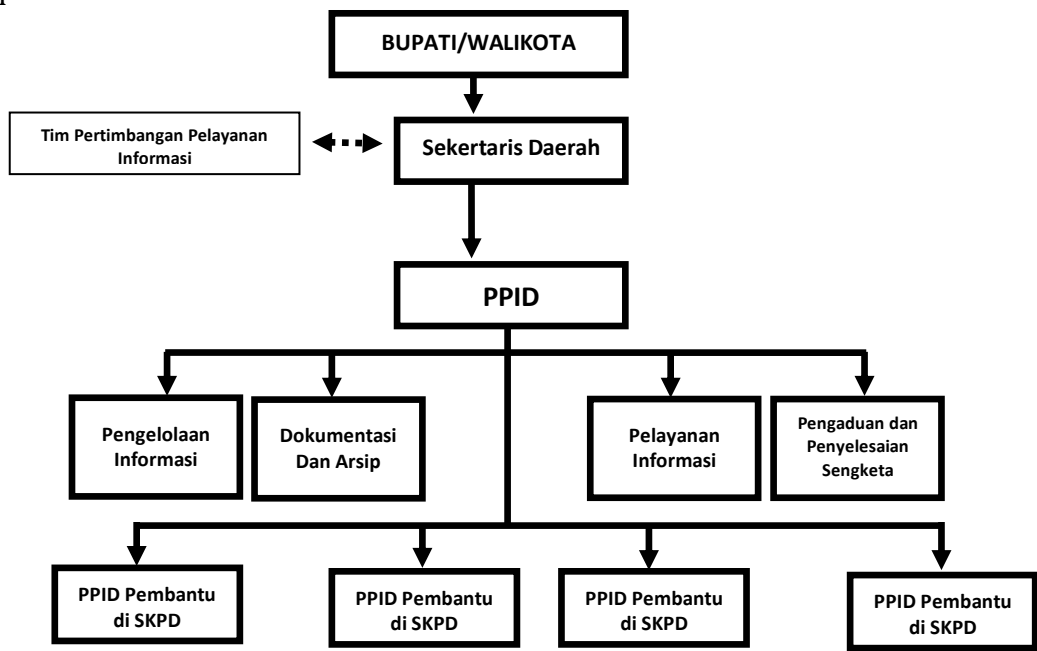 BUPATI/WALIKOTA
Tim Pertimbangan Pelayanan
Informasi
Sekertaris Daerah
PPID
Pengelolaan
Informasi
Dokumentasi
Dan Arsip
Pelayanan
Informasi
Pengaduan dan
Penyelesaian
Sengketa
PPID Pembantu
di SKPD
PPID Pembantu
di SKPD
PPID Pembantu
di SKPD
PPID Pembantu
di SKPD